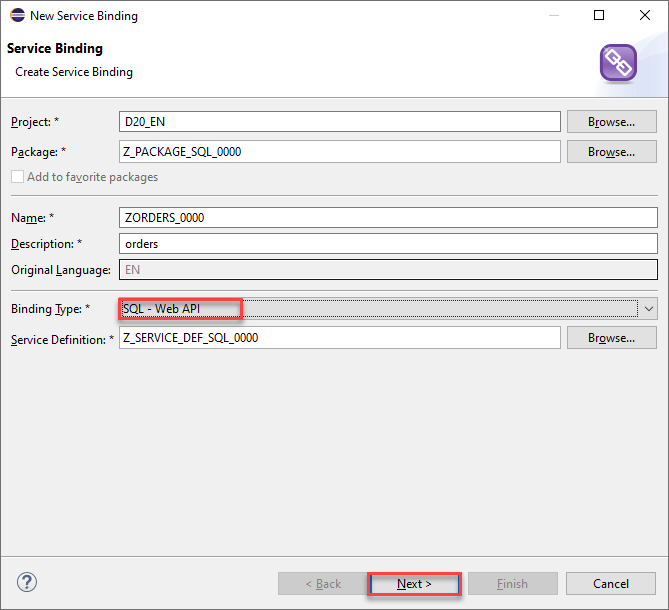 New Service Binding
Service Binding
Create Service Binding
Project: * D20_EN Browse...
Package: * Z_PACKAGE_SQL_0000 Browse...
Add to favorite packages
Name: * ZORDERS_0000
Description: * orders
Original Language: EN
Binding Type: * SQL - Web API
Service Definition: * Z_SERVICE_DEF_SQL_0000 Browse...
? < Back Next > Finish Cancel